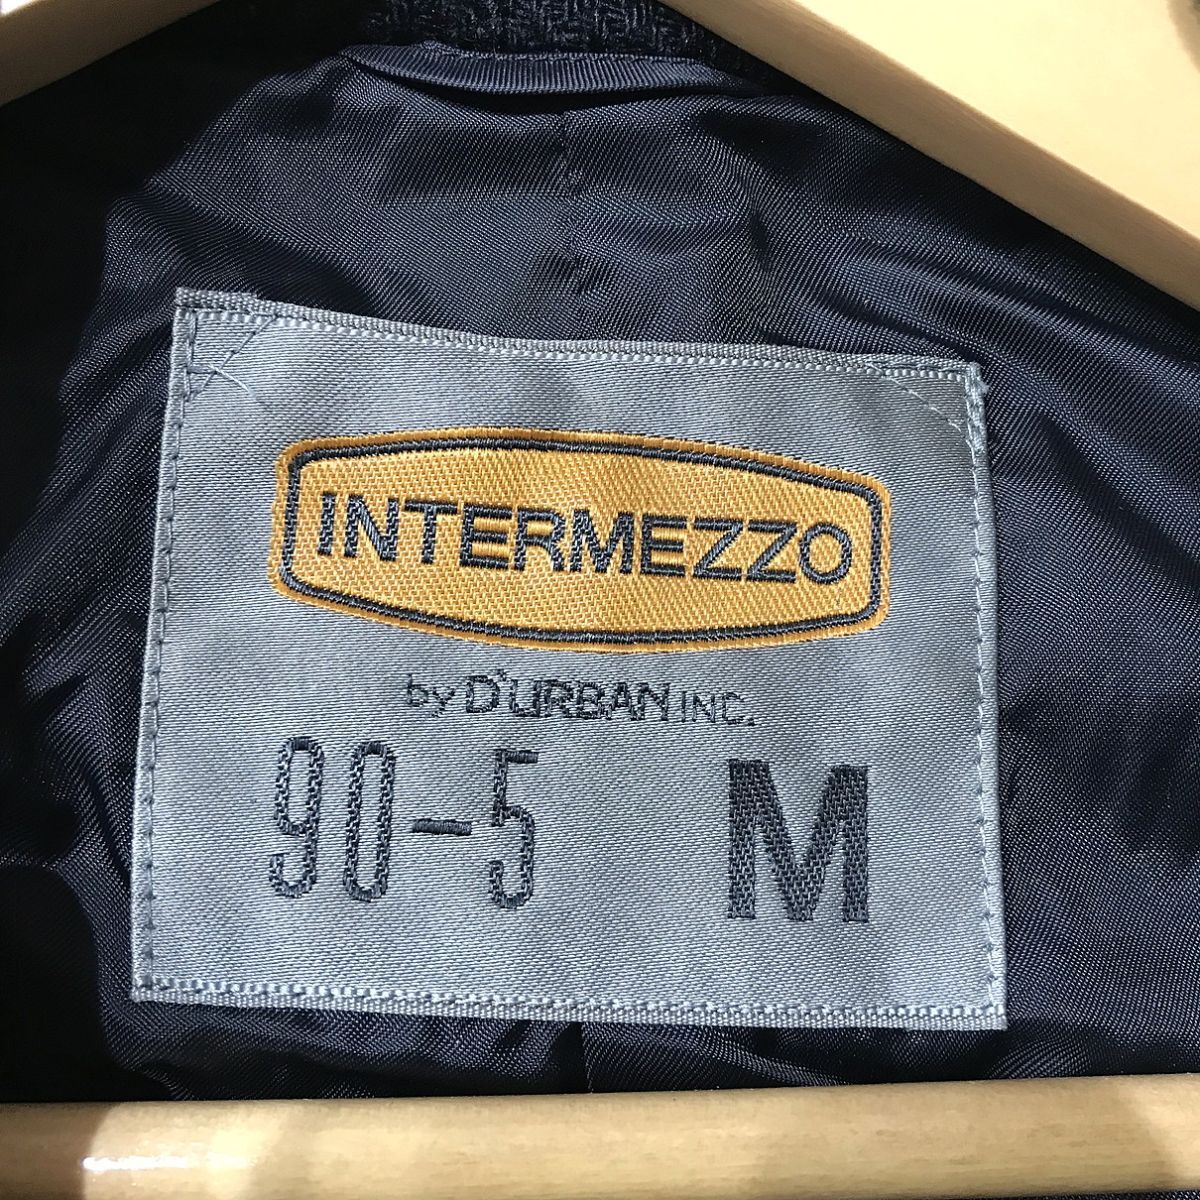 INTERMEZZO
by D'URBAN INC.
90-5 M